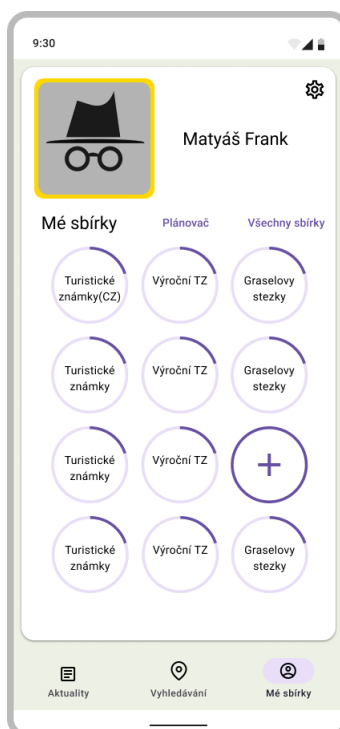 9:30
Matyáš Frank
Mé sbírky
Plánovač
Všechny sbírky
Turistické
známky(CZ)
Výroční TZ
Graselovy
stezky
Turistické
známky
Výroční TZ
Graselovy
stezky
Turistické
známky
Výroční TZ
+
Turistické
známky
Výroční TZ
Graselovy
stezky
Aktuality
Vyhledávání
Mé sbírky